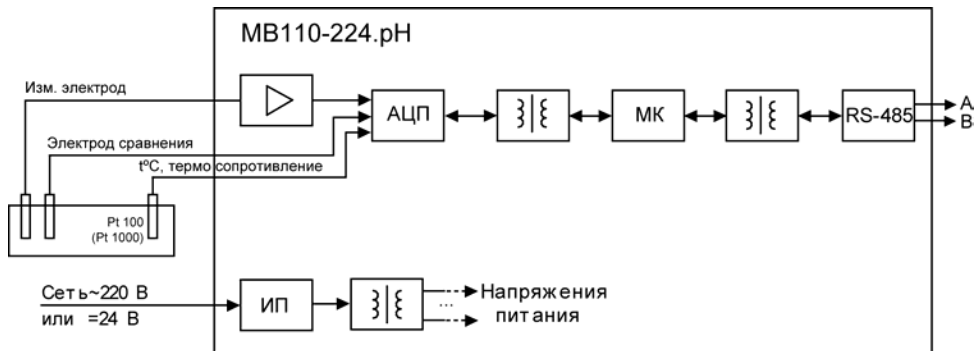 МВ110-224.рН
Изм. электрод
АЦП
МК
RS-485
А
В
Электрод сравнения
t°C, термо сопротивление
Pt 100
(Pt 1000)
Сеть~220 В
или =24 В
ИП
Напряжения
...
питания